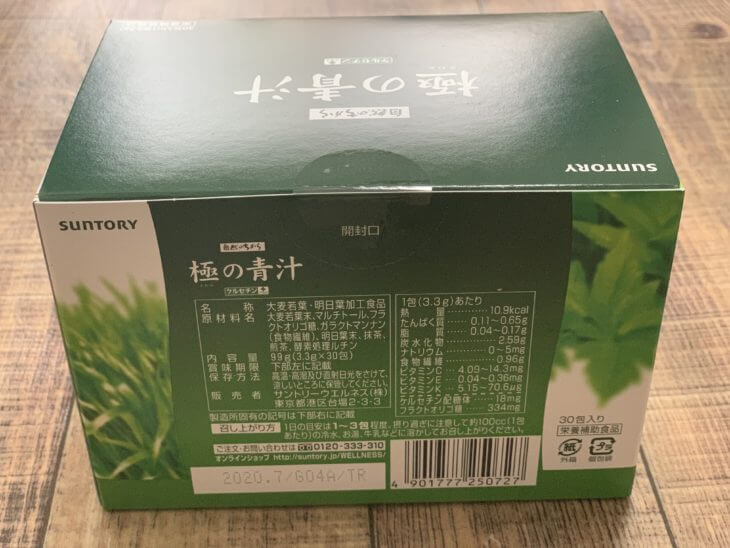 自然のちから
極の青汁
ケルセチン+
SUNTORY
SUNTORY
開封口
自然のちから
極の青汁
ケルセチン+
名称 大麦若葉・明日葉加工食品
原材料名 大麦若葉末、マルチトール、フラ
クトオリゴ糖、ガラクトマンナン
(食物繊維)、明日葉末、抹茶、
煎茶、酵素処理ルチン
内容量 99g(3.3g×30包)
賞味期限 下部左に記載
保存方法 高温・高湿及び直射日光をさけて、
涼しいところに保管してください。
販売者 サントリーウエルネス(株)
東京都港区台場2-3-3
製造所固有の記号は下部右に記載
召し上がり方 1日の目安は1~3包程度。摂り過ぎに注意して約100cc(1包
あたり)の冷水、お湯、牛乳などに溶かしてお召し上がりください。
ご注文・お問い合わせは 0120-333-310
オンラインショップ http://suntory.jp/WELLNESS/
2020.7/G04A/TR
1包(3.3g)あたり
熱量 10.9kcal
たんぱく質 0.11~0.65g
脂質 0.04~0.17g
炭水化物 2.59g
ナトリウム 0~5mg
食物繊維 0.96g
ビタミンC 4.09~14.3mg
ビタミンE 0.04~0.36mg
ビタミンK 5.15~70.6μg
ケルセチン配糖体 18mg
フラクトオリゴ糖 334mg
4 901777 250727
30包入り
栄養補助食品
紙
外箱
プラ
個包装